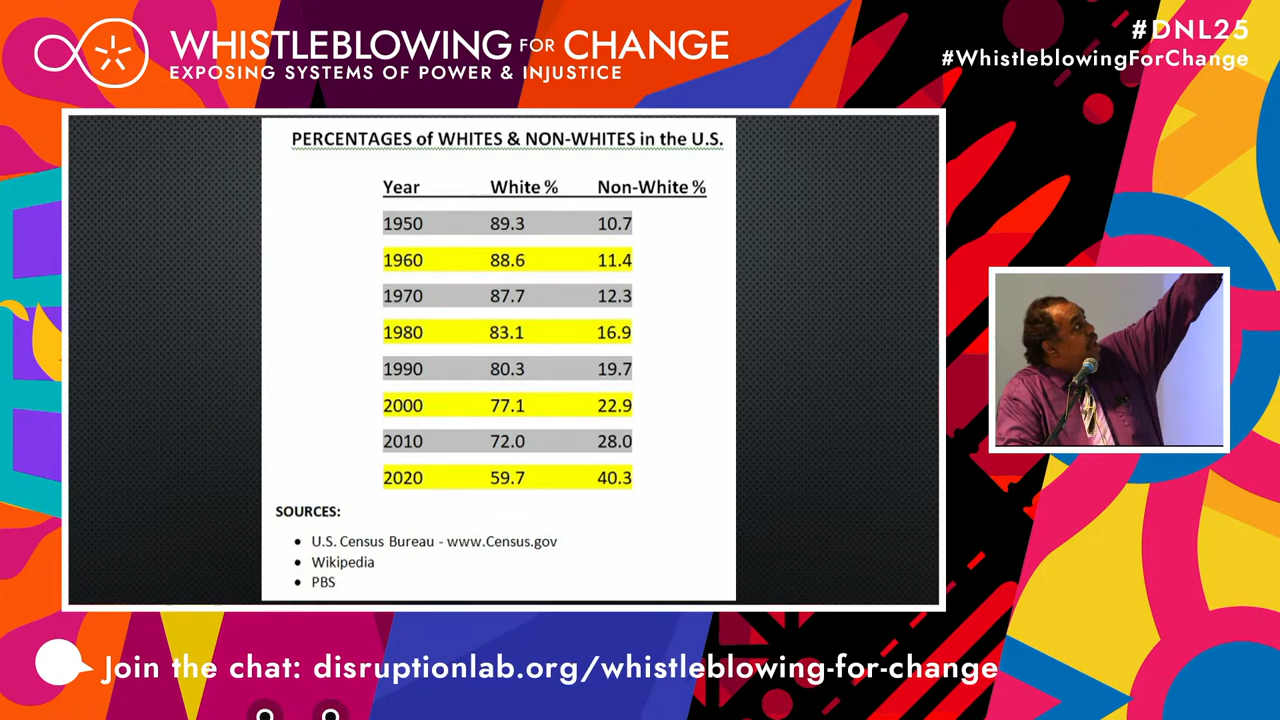 WHISTLEBLOWING FOR CHANGE
EXPOSING SYSTEMS OF POWER & INJUSTICE
#DNL25
#WhistleblowingForChange
PERCENTAGES of WHITES & NON-WHITES in the U.S.
Year White % Non-White %
1950 89.3 10.7
1960 88.6 11.4
1970 87.7 12.3
1980 83.1 16.9
1990 80.3 19.7
2000 77.1 22.9
2010 72.0 28.0
2020 59.7 40.3
SOURCES:
• U.S. Census Bureau - www.Census.gov
• Wikipedia
• PBS
Join the chat: disruptionlab.org/whistleblowing-for-change